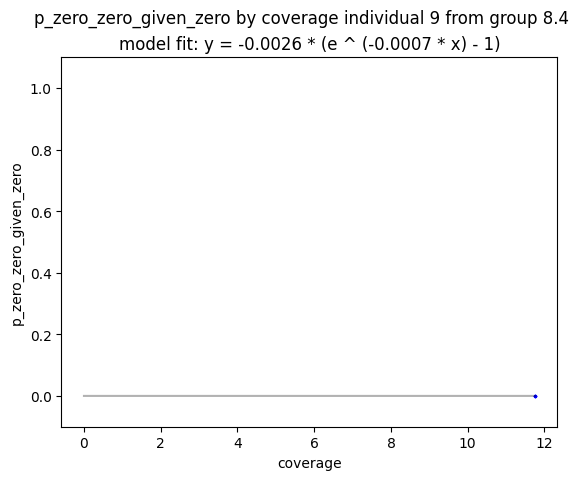 p_zero_zero_given_zero by coverage individual 9 from group 8.4
model fit: y = -0.0026 * (e ^ (-0.0007 * x) - 1)
1.0
0.8
0.6
0.4
0.2
0.0
p_zero_zero_given_zero
0 2 4 6 8 10 12
coverage